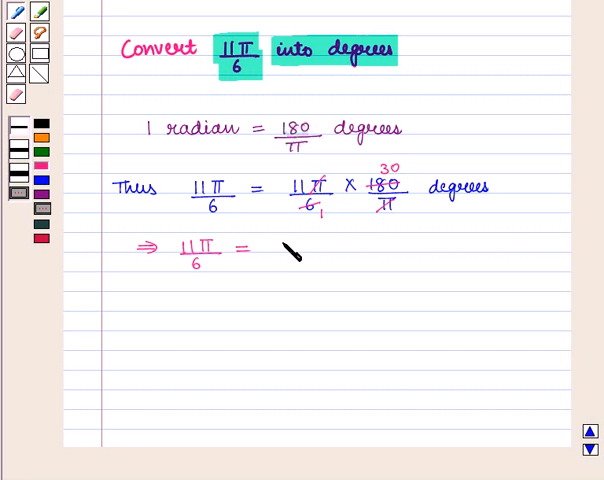 Convert 11π/6 into degrees
1 radian = 180/π degrees
Thus 11π/6 = 11π/6 1 × 30 180/π degrees
⇒ 11π/6 =